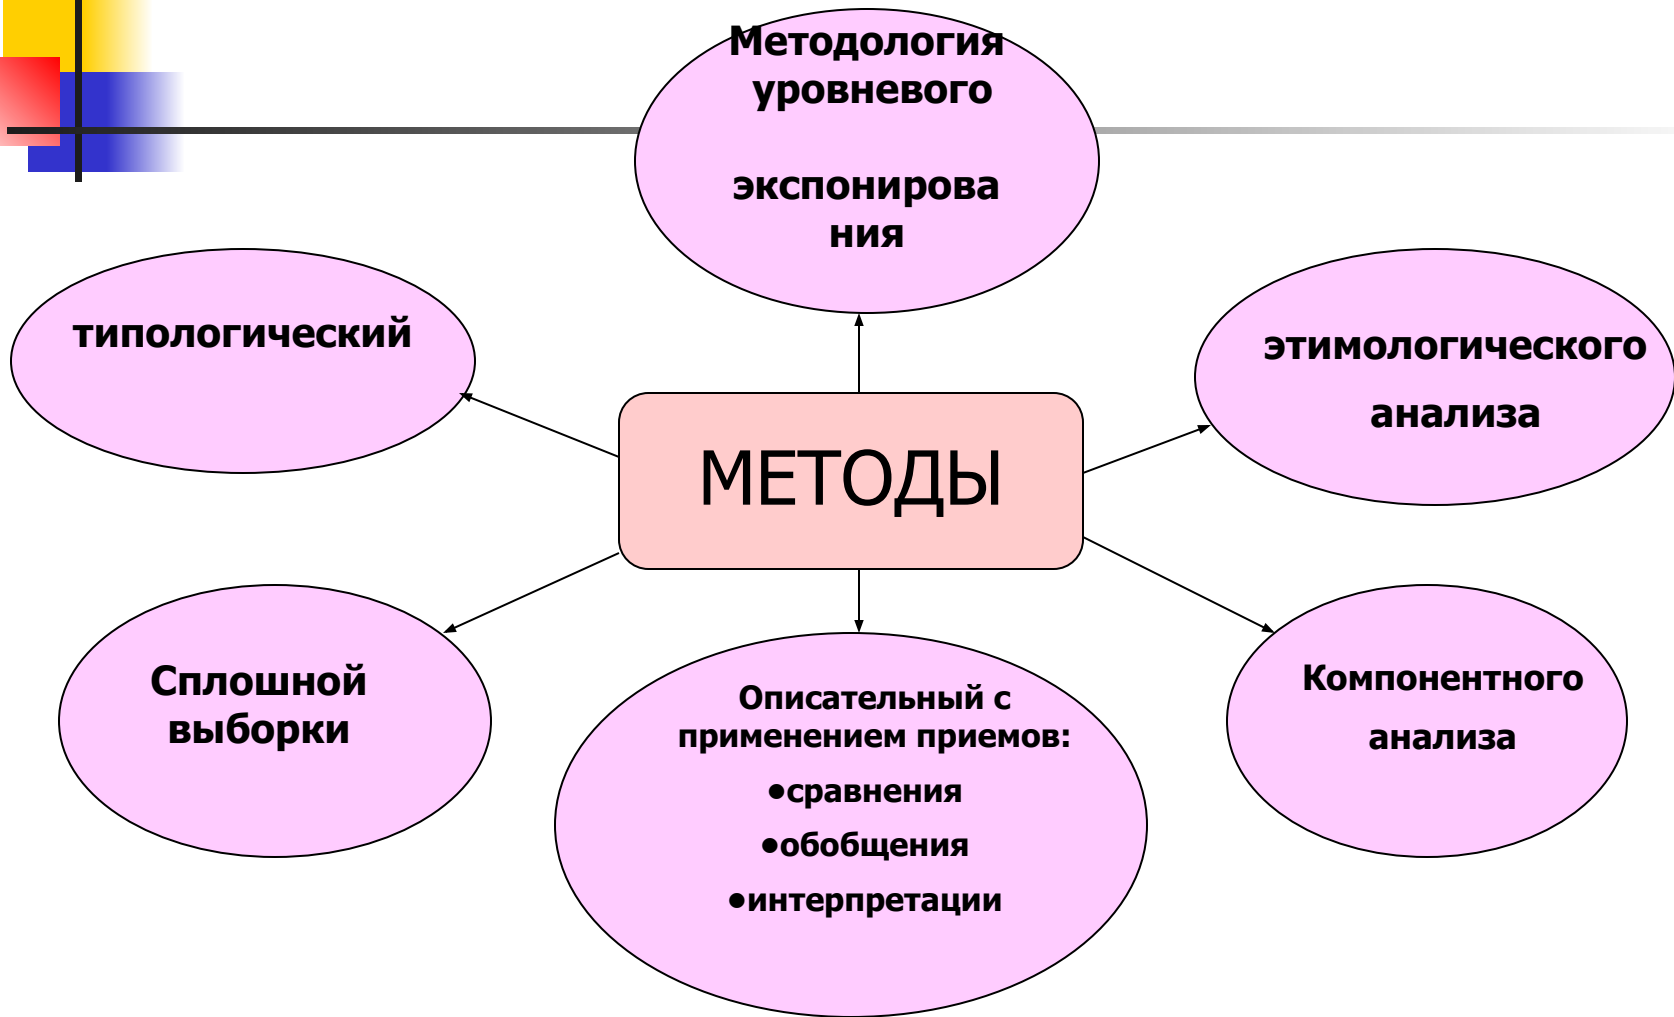 Методология
уровневого
экспонирова
ния
типологический
этимологического
анализа
МЕТОДЫ
Сплошной
выборки
Описательный с
применением приемов:
•сравнения
•обобщения
•интерпретации
Компонентного
анализа